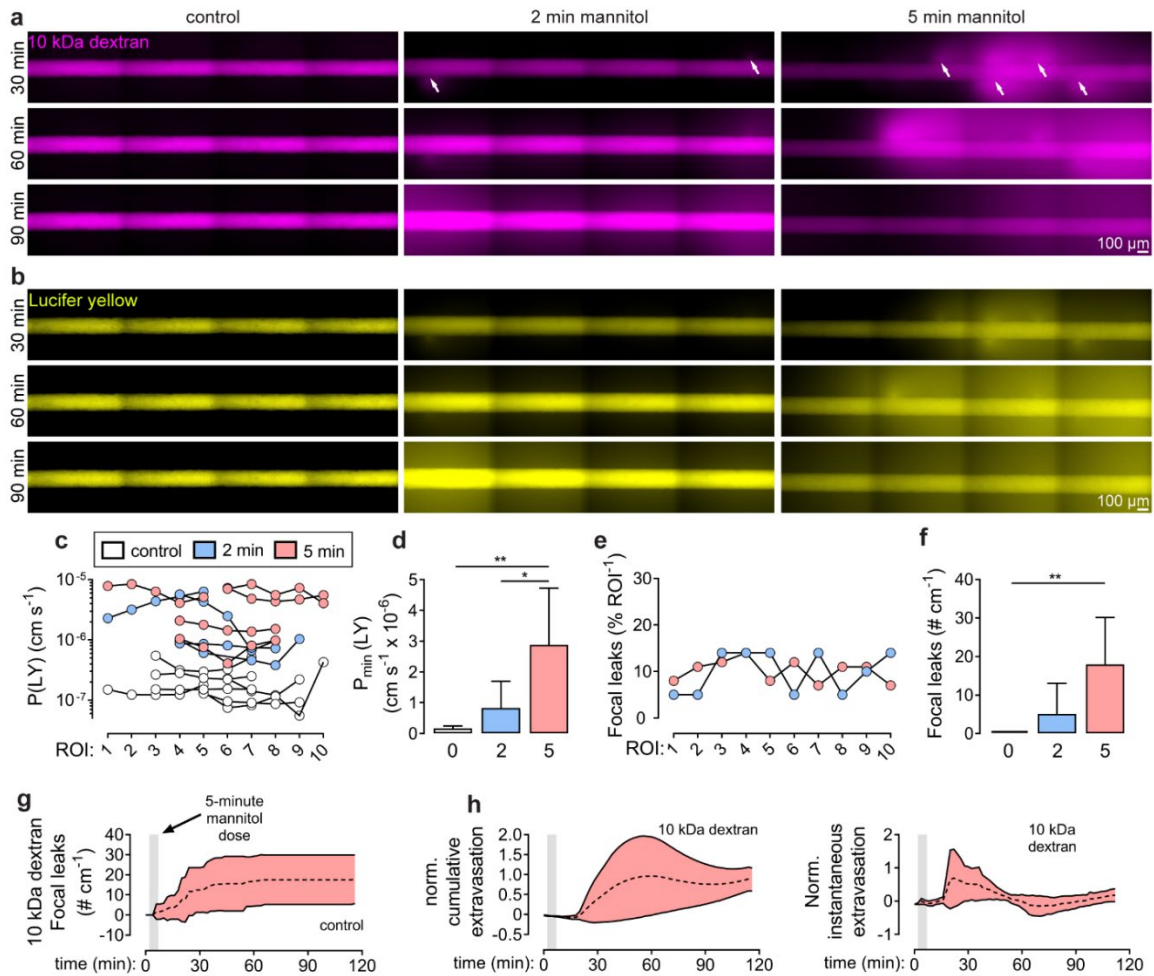 a
control
2 min mannitol
5 min mannitol
10 kDa dextran
30 min
60 min
90 min
100 µm
b
Lucifer yellow
30 min
60 min
90 min
100 µm
c
control
2 min
5 min
P(LY) (cm s⁻¹)
10⁻⁵
10⁻⁶
10⁻⁷
ROI: 1 2 3 4 5 6 7 8 9 10
d
**
*
Pmin (LY)
(cm s⁻¹ x 10⁻⁶)
5
4
3
2
1
0
0 2 5
e
Focal leaks (% ROI⁻¹)
30
20
10
0
ROI: 1 2 3 4 5 6 7 8 9 10
f
**
Focal leaks (# cm⁻¹)
40
30
20
10
0
0 2 5
g
5-minute
mannitol
dose
10 kDa dextran
Focal leaks
(# cm⁻¹)
40
30
20
10
0
-10
control
time (min): 0 30 60 90 120
h
10 kDa dextran
norm.
cumulative
extravasation
2.0
1.5
1.0
0.5
0.0
-0.5
time (min): 0 30 60 90 120
10 kDa
dextran
Norm.
instantaneous
extravasation
2
1
0
-1
time (min): 0 30 60 90 120